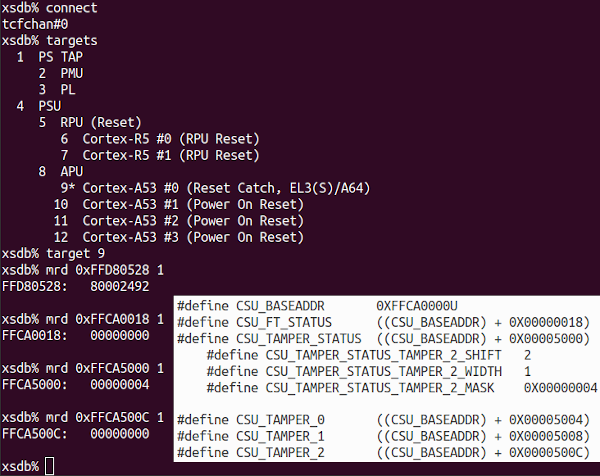 xsdb% connect
tcfchan#0
xsdb% targets
1 PS TAP
2 PMU
3 PL
4 PSU
5 RPU (Reset)
6 Cortex-R5 #0 (RPU Reset)
7 Cortex-R5 #1 (RPU Reset)
8 APU
9* Cortex-A53 #0 (Reset Catch, EL3(S)/A64)
10 Cortex-A53 #1 (Power On Reset)
11 Cortex-A53 #2 (Power On Reset)
12 Cortex-A53 #3 (Power On Reset)
xsdb% target 9
xsdb% mrd 0xFFD80528 1
FFD80528: 80002492
xsdb% mrd 0xFFCA0018 1
FFCA0018: 00000000
xsdb% mrd 0xFFCA5000 1
FFCA5000: 00000004
xsdb% mrd 0xFFCA500C 1
FFCA500C: 00000000
xsdb%
#define CSU_BASEADDR 0XFFCA0000U
#define CSU_FT_STATUS ((CSU_BASEADDR) + 0X00000018)
#define CSU_TAMPER_STATUS ((CSU_BASEADDR) + 0X00005000)
#define CSU_TAMPER_STATUS_TAMPER_2_SHIFT 2
#define CSU_TAMPER_STATUS_TAMPER_2_WIDTH 1
#define CSU_TAMPER_STATUS_TAMPER_2_MASK 0X00000004
#define CSU_TAMPER_0 ((CSU_BASEADDR) + 0X00005004)
#define CSU_TAMPER_1 ((CSU_BASEADDR) + 0X00005008)
#define CSU_TAMPER_2 ((CSU_BASEADDR) + 0X0000500C)